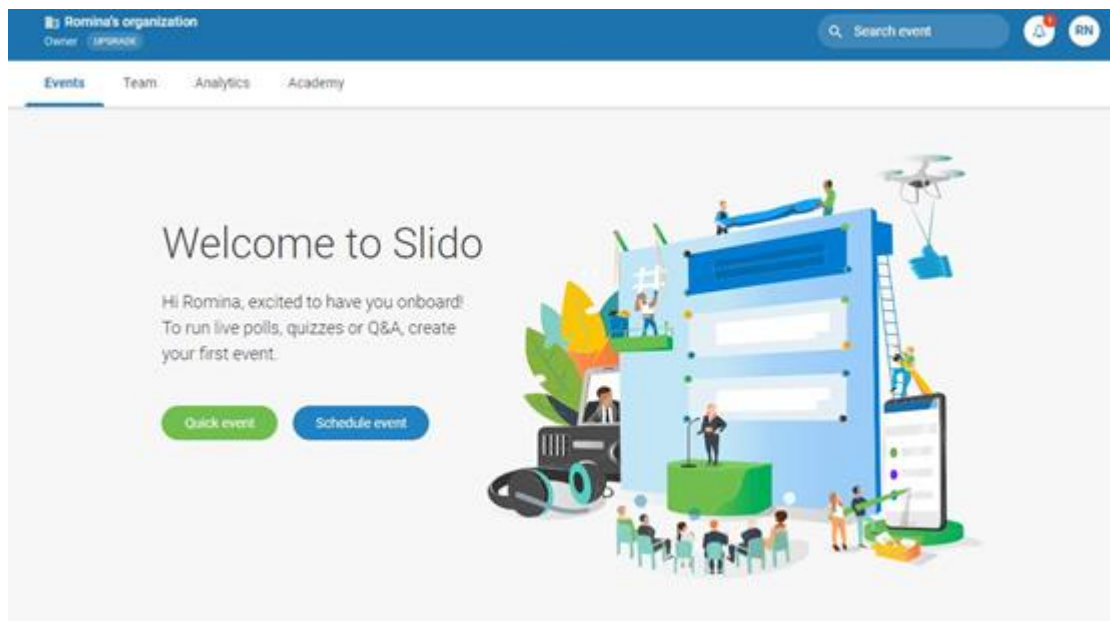 Romina's organization
Owner UPGRADE
Search event
1
RN
Events Team Analytics Academy
Welcome to Slido
Hi Romina, excited to have you onboard!
To run live polls, quizzes or Q&A, create
your first event.
Quick event Schedule event
#